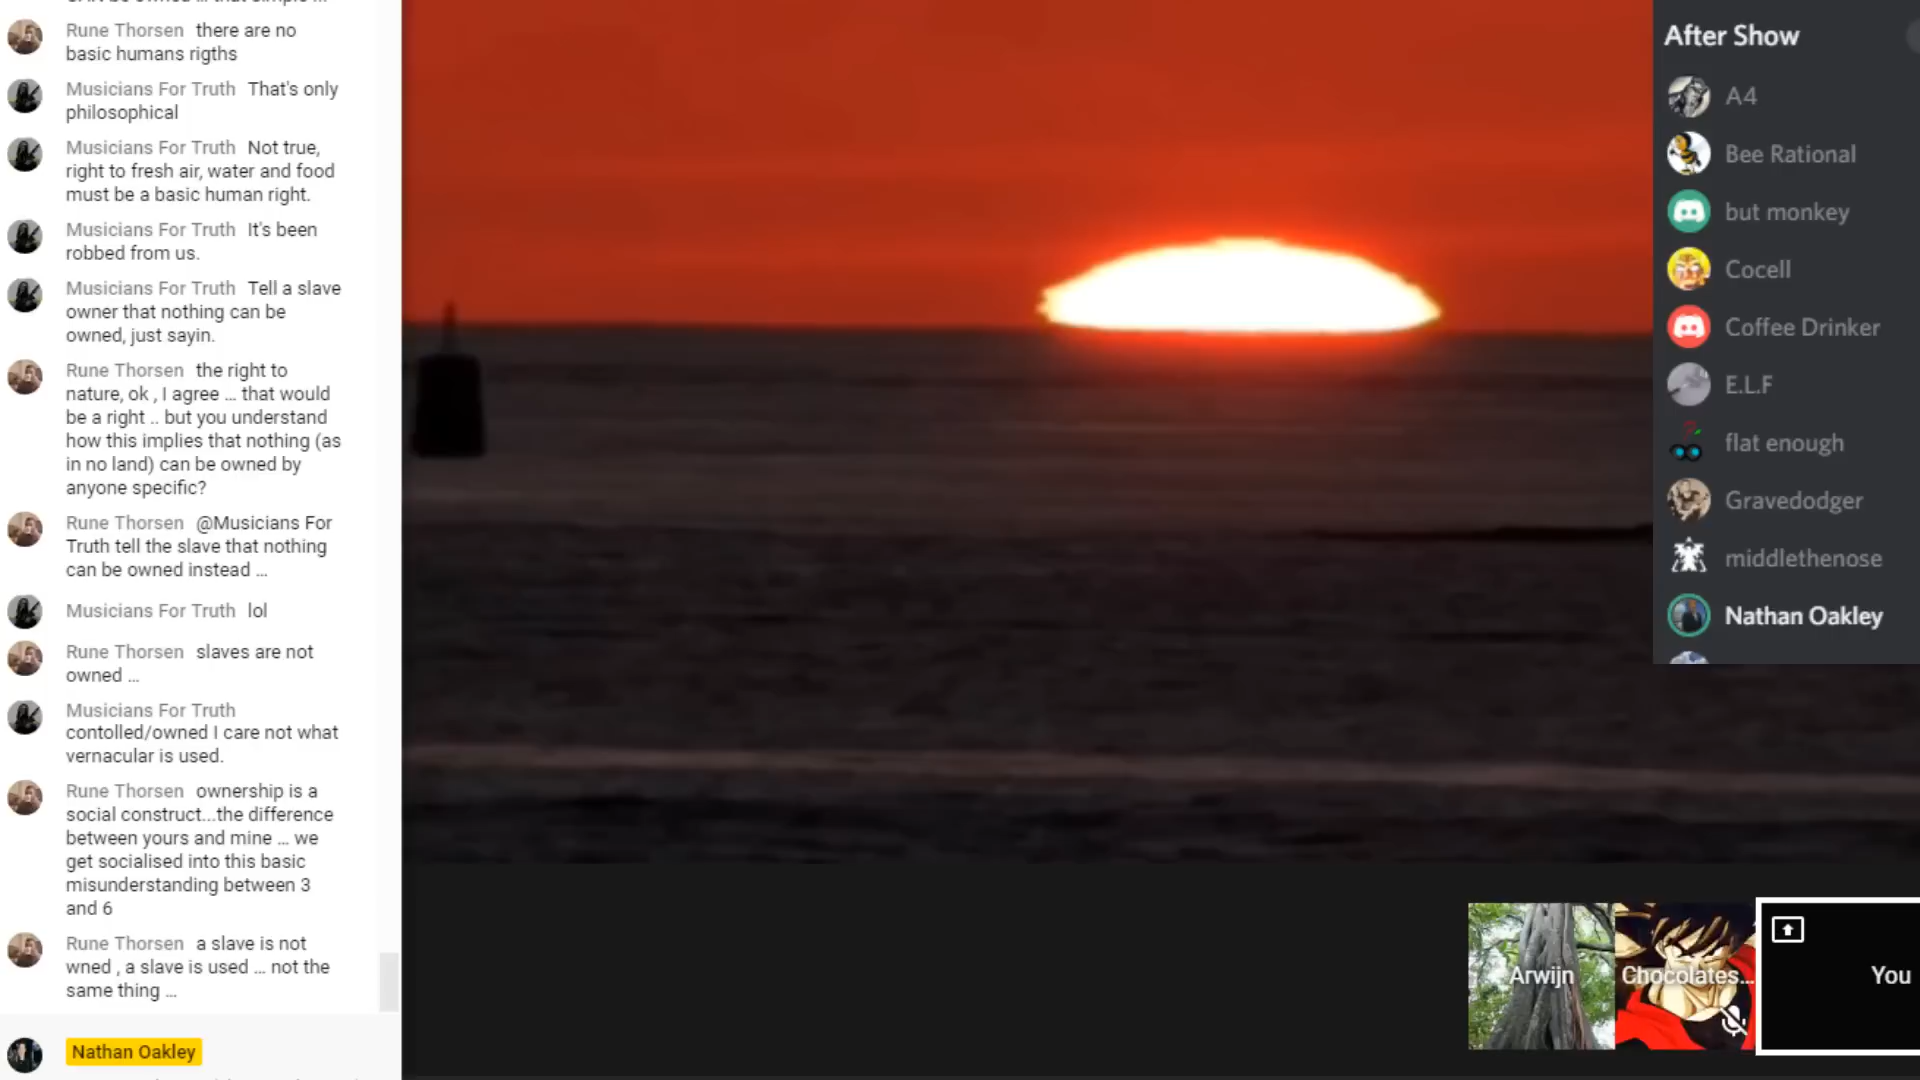 Rune Thorsen there are no
basic humans rigths
Musicians For Truth That's only
philosophical
Musicians For Truth Not true,
right to fresh air, water and food
must be a basic human right.
Musicians For Truth It's been
robbed from us.
Musicians For Truth Tell a slave
owner that nothing can be
owned, just sayin.
Rune Thorsen the right to
nature, ok , I agree ... that would
be a right .. but you understand
how this implies that nothing (as
in no land) can be owned by
anyone specific?
Rune Thorsen @Musicians For
Truth tell the slave that nothing
can be owned instead ...
Musicians For Truth lol
Rune Thorsen slaves are not
owned ...
Musicians For Truth
contolled/owned I care not what
vernacular is used.
Rune Thorsen ownership is a
social construct...the difference
between yours and mine ... we
get socialised into this basic
misunderstanding between 3
and 6
Rune Thorsen a slave is not
wned , a slave is used ... not the
same thing ...
Nathan Oakley
After Show
A4
Bee Rational
but monkey
Cocell
Coffee Drinker
E.L.F
flat enough
Gravedodger
middlethenose
Nathan Oakley
Arwijn
Chocolates...
You